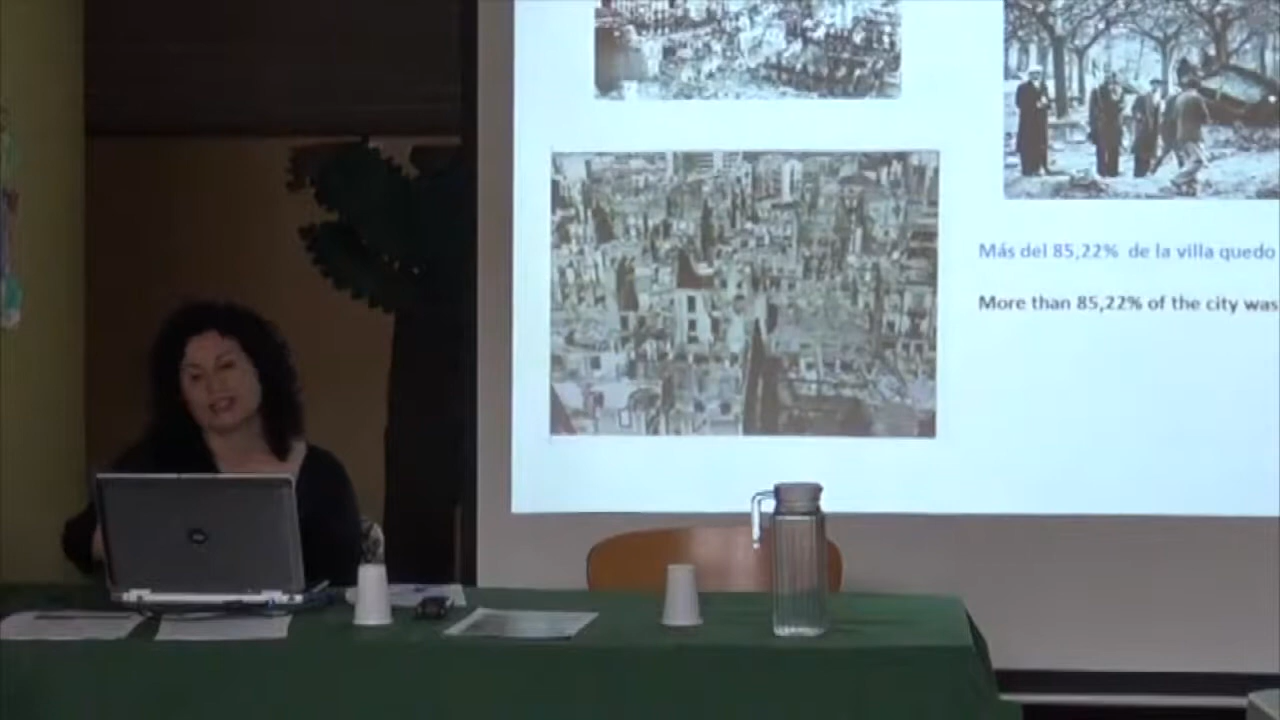 Más del 85,22% de la villa quedo
More than 85,22% of the city was